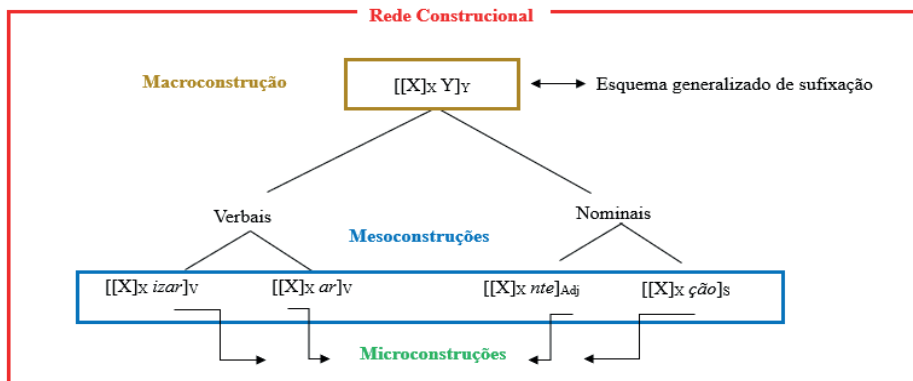 Rede Construcional
Macroconstrução
[[X]X Y]Y
Esquema generalizado de sufixação
Verbais
Nominais
Mesoconstruções
[[X]X izar]V
[[X]X ar]V
[[X]X nte]Adj
[[X]X ção]S
Microconstruções